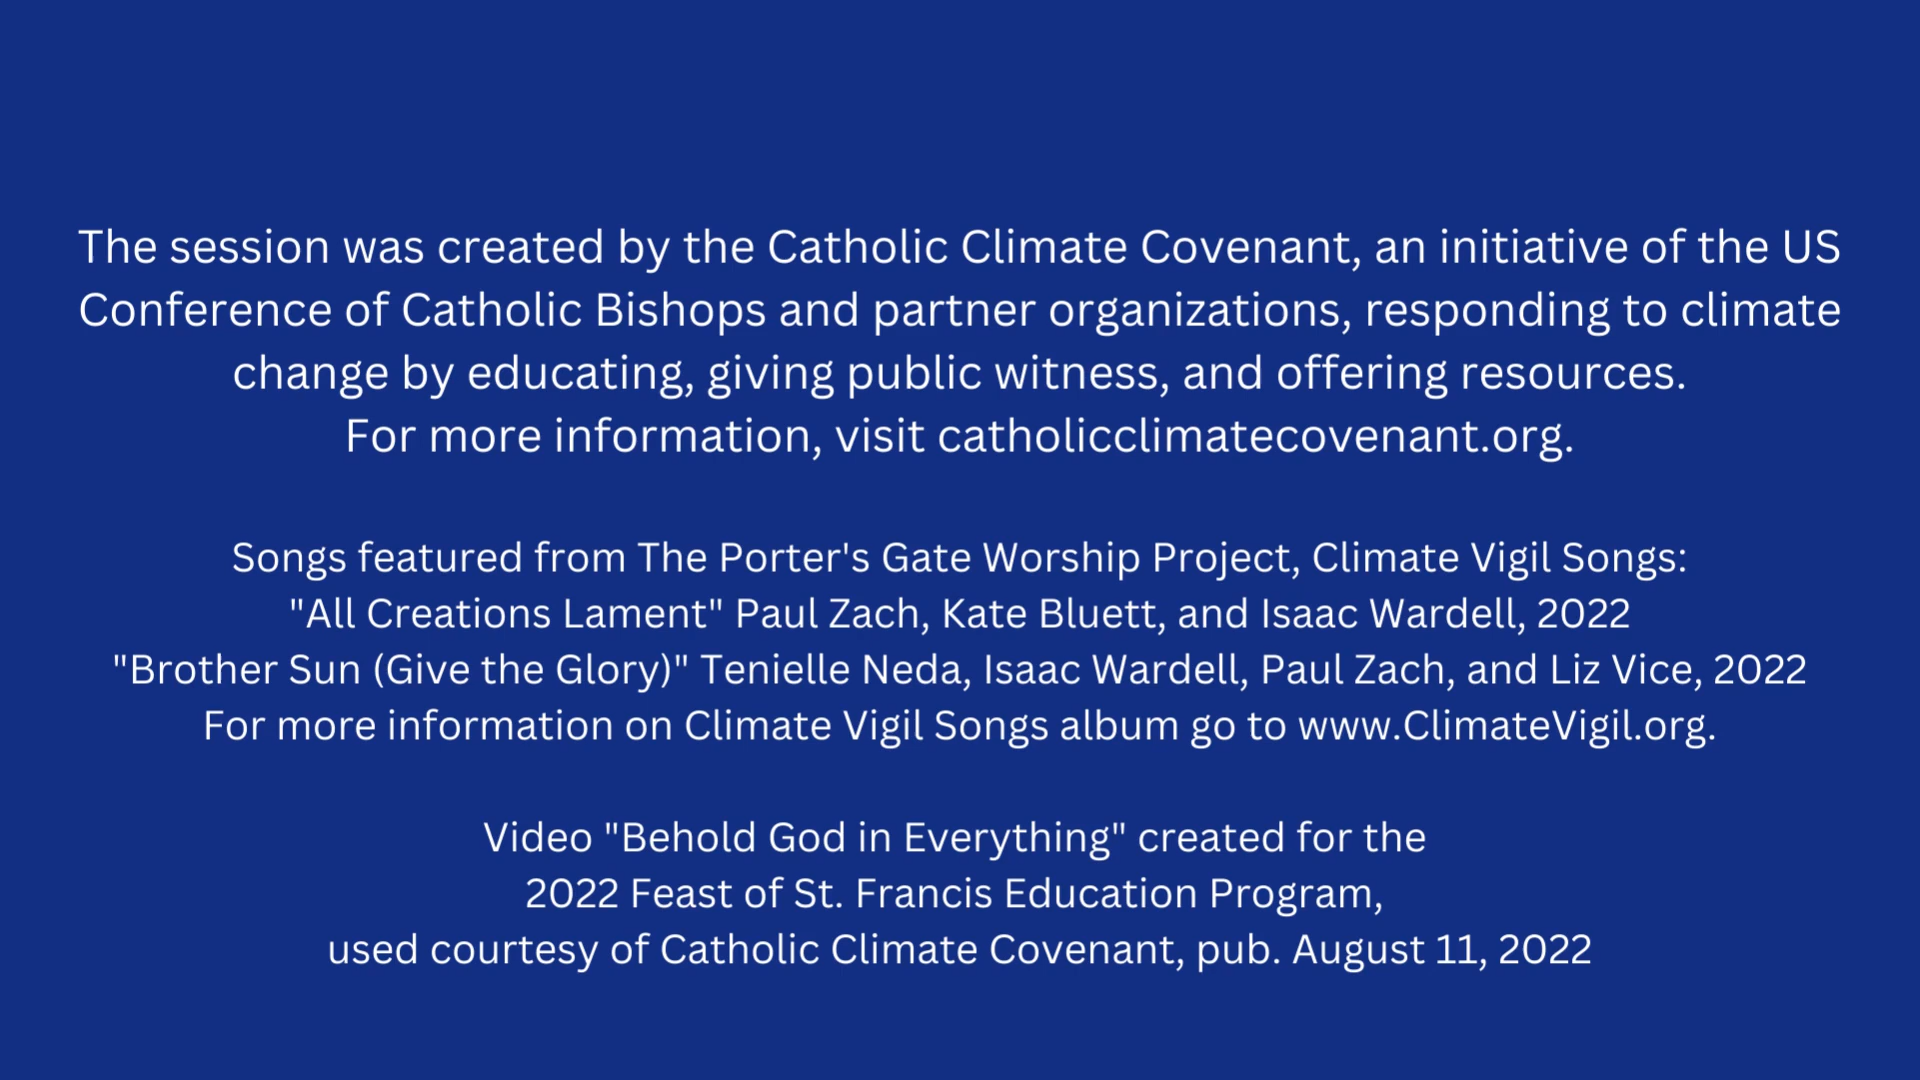 The session was created by the Catholic Climate Covenant, an initiative of the US
Conference of Catholic Bishops and partner organizations, responding to climate
change by educating, giving public witness, and offering resources.
For more information, visit catholicclimatecovenant.org.
Songs featured from The Porter's Gate Worship Project, Climate Vigil Songs:
"All Creations Lament" Paul Zach, Kate Bluett, and Isaac Wardell, 2022
"Brother Sun (Give the Glory)" Tenielle Neda, Isaac Wardell, Paul Zach, and Liz Vice, 2022
For more information on Climate Vigil Songs album go to www.ClimateVigil.org.
Video "Behold God in Everything" created for the
2022 Feast of St. Francis Education Program,
used courtesy of Catholic Climate Covenant, pub. August 11, 2022